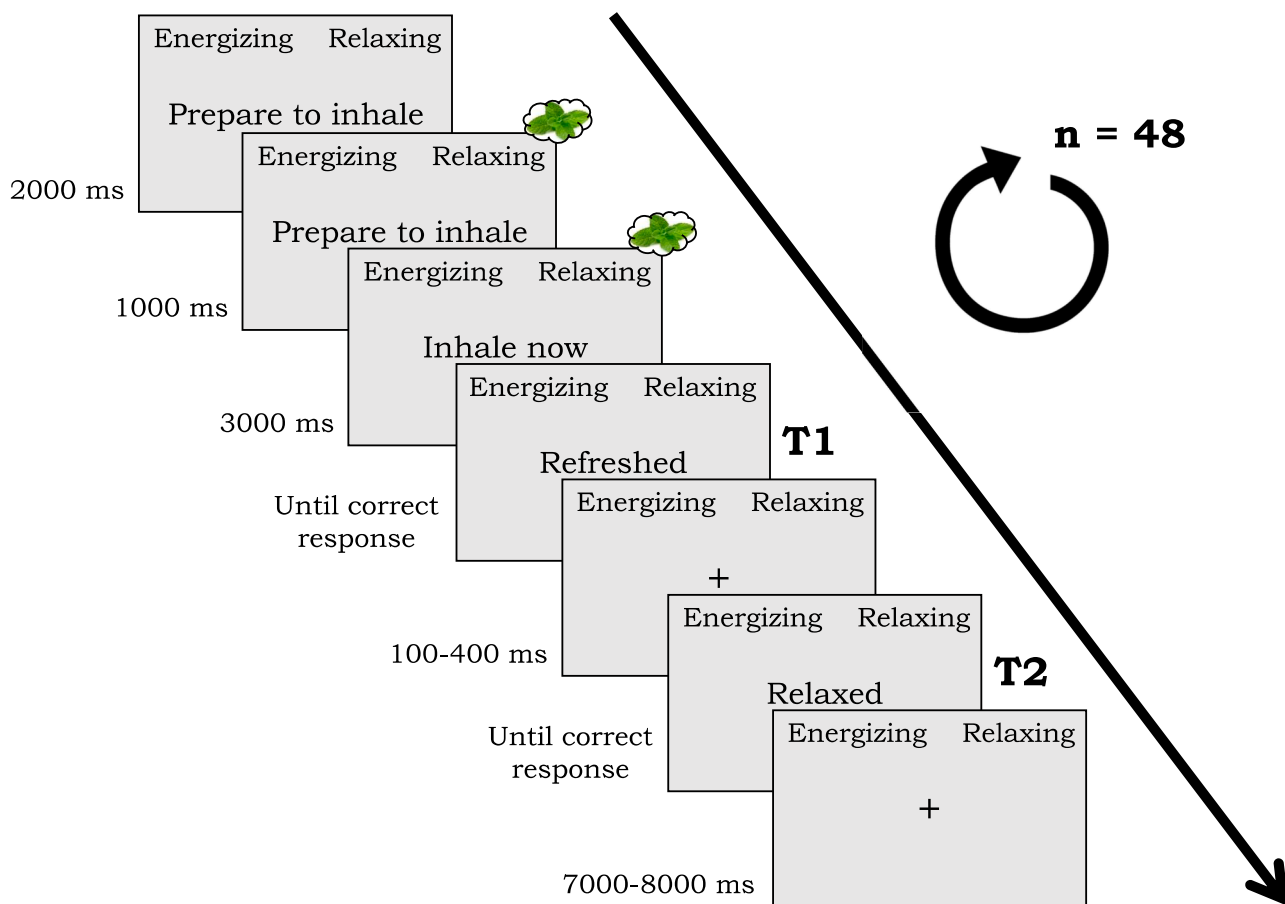 Energizing Relaxing
Prepare to inhale
2000 ms
Energizing Relaxing
Prepare to inhale
1000 ms
Energizing Relaxing
Inhale now
3000 ms
Energizing Relaxing
Refreshed
T1
Until correct
response
Energizing Relaxing
+
100-400 ms
Energizing Relaxing
Relaxed
T2
Until correct
response
Energizing Relaxing
+
7000-8000 ms
n = 48